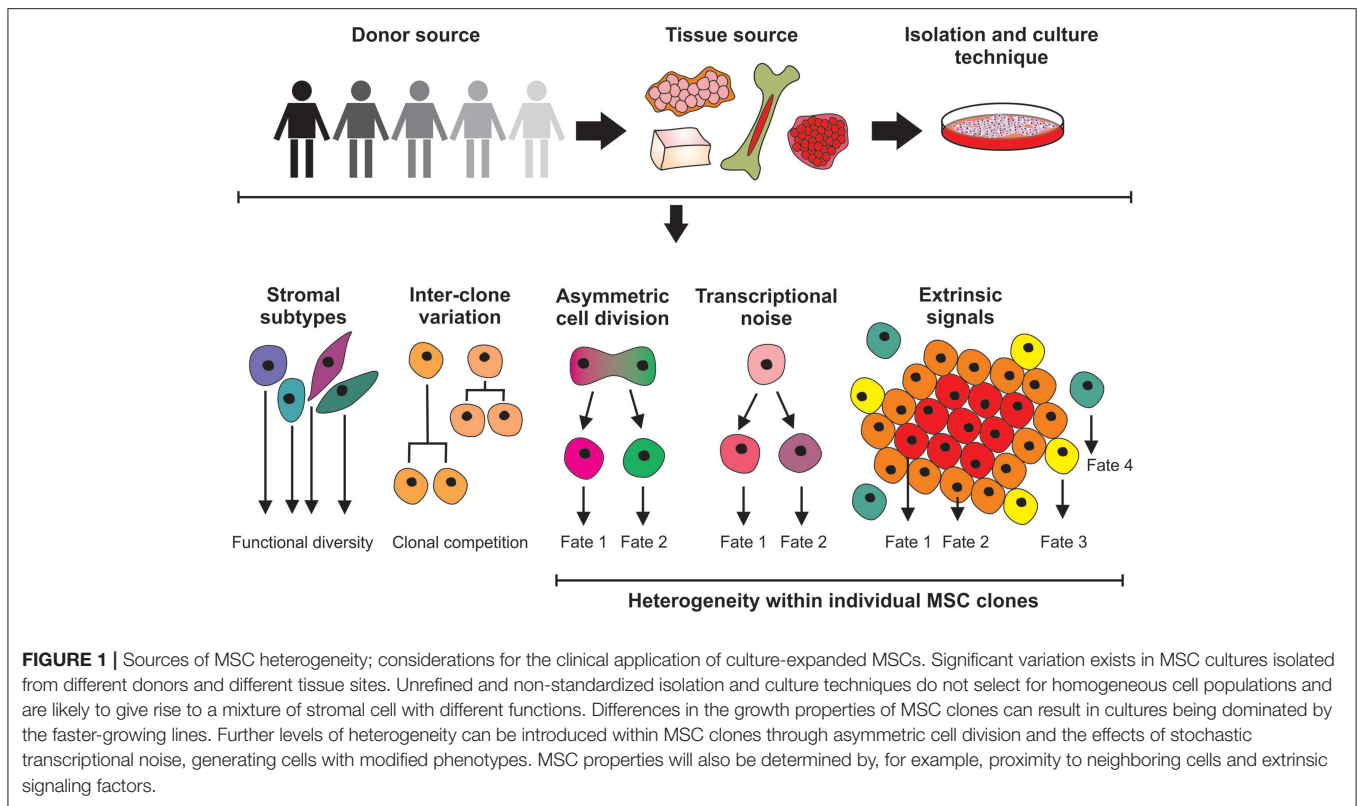 Donor source
Tissue source
Isolation and culture
technique
Stromal
subtypes
Inter-clone
variation
Asymmetric
cell division
Transcriptional
noise
Extrinsic
signals
Functional diversity
Clonal competition
Fate 1
Fate 2
Fate 1
Fate 2
Fate 1
Fate 2
Fate 3
Fate 4
Heterogeneity within individual MSC clones
FIGURE 1 | Sources of MSC heterogeneity; considerations for the clinical application of culture-expanded MSCs. Significant variation exists in MSC cultures isolated
from different donors and different tissue sites. Unrefined and non-standardized isolation and culture techniques do not select for homogeneous cell populations and
are likely to give rise to a mixture of stromal cell with different functions. Differences in the growth properties of MSC clones can result in cultures being dominated by
the faster-growing lines. Further levels of heterogeneity can be introduced within MSC clones through asymmetric cell division and the effects of stochastic
transcriptional noise, generating cells with modified phenotypes. MSC properties will also be determined by, for example, proximity to neighboring cells and extrinsic
signaling factors.